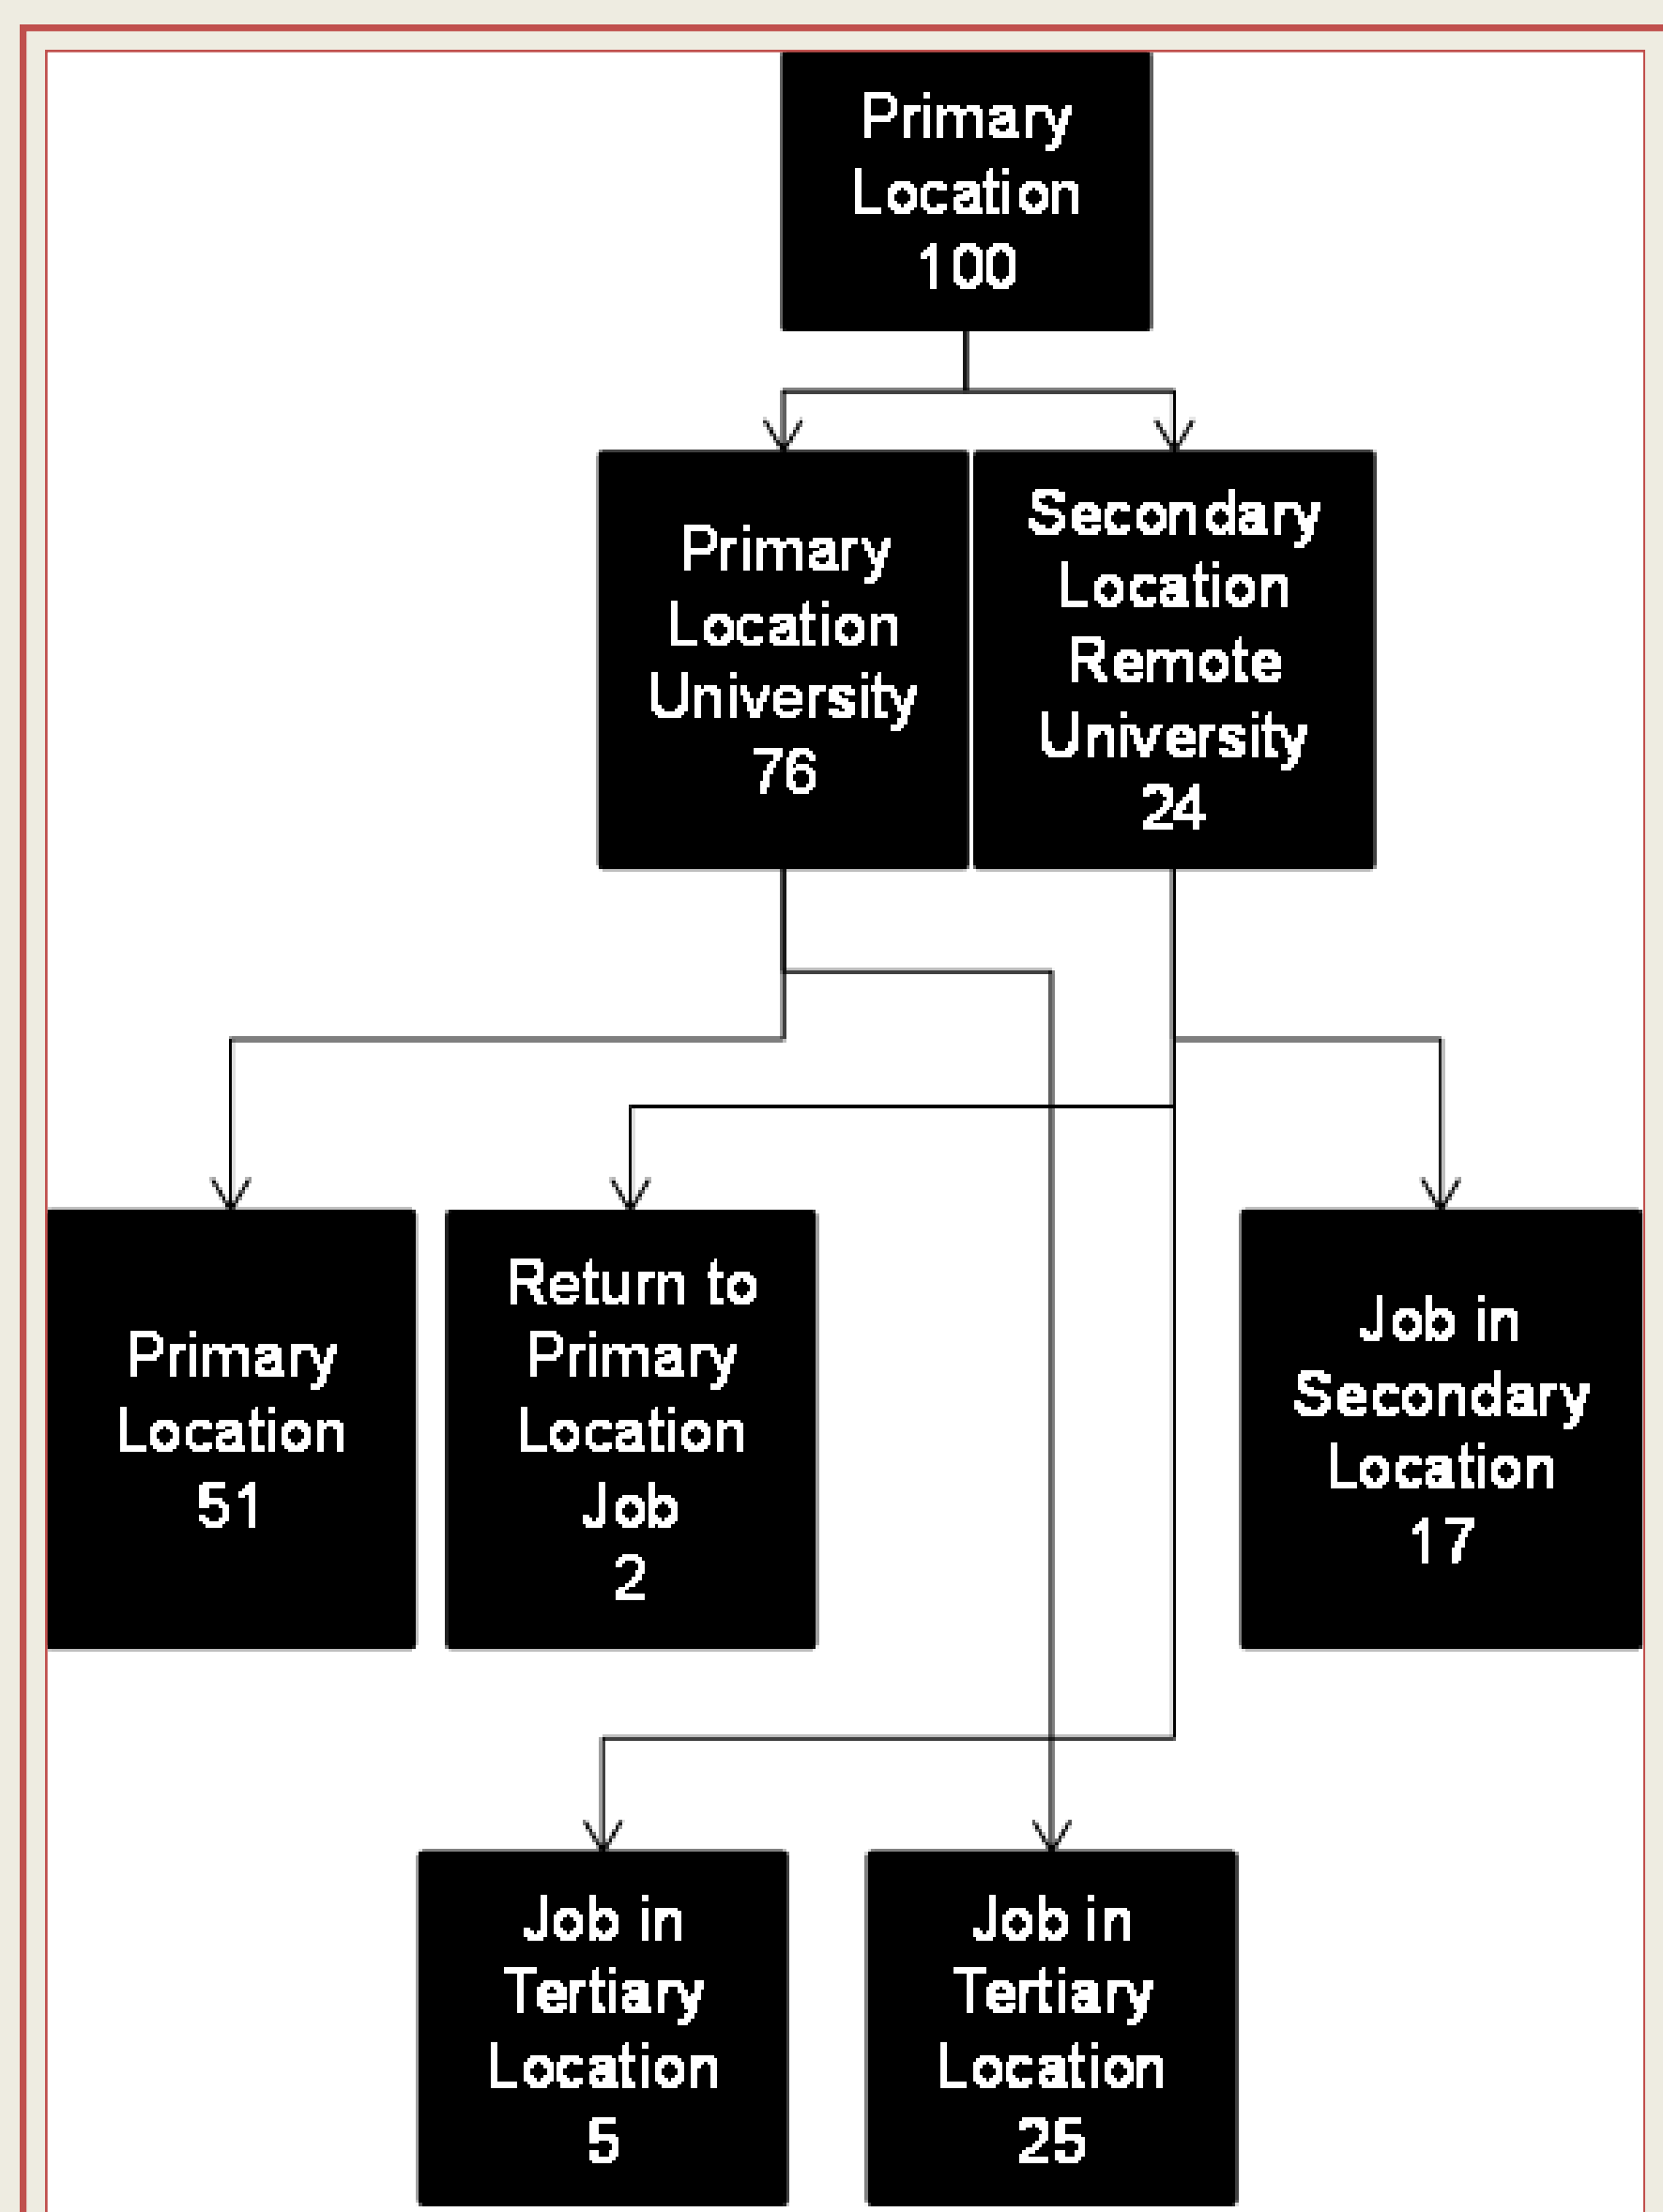 Primary
Location
100
Primary
Location
University
76
Secondary
Location
Remote
University
24
Primary
Location
51
Return to
Primary
Location
Job
2
Job in
Secondary
Location
17
Job in
Tertiary
Location
5
Job in
Tertiary
Location
25